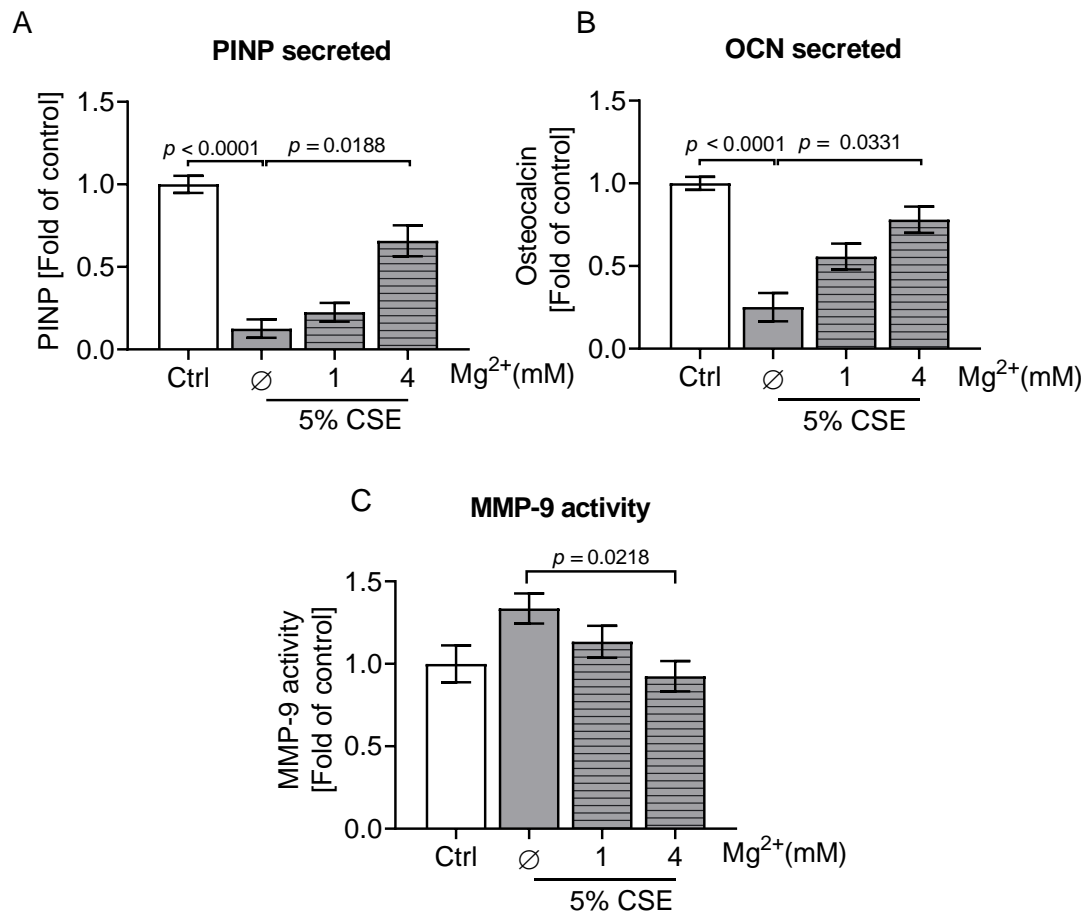 A
PINP secreted
PINP [Fold of control]
1.5
1.0
0.5
0.0
p < 0.0001
p = 0.0188
Ctrl ∅ 1 4 Mg²⁺(mM)
5% CSE
B
OCN secreted
Osteocalcin
[Fold of control]
1.5
1.0
0.5
0.0
p < 0.0001
p = 0.0331
Ctrl ∅ 1 4 Mg²⁺(mM)
5% CSE
C
MMP-9 activity
MMP-9 activity
[Fold of control]
1.5
1.0
0.5
0.0
p = 0.0218
Ctrl ∅ 1 4 Mg²⁺(mM)
5% CSE